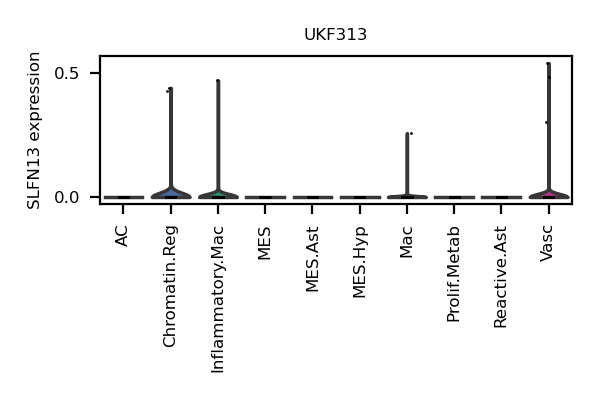 UKF313
SLFN13 expression
0.5
0.0
AC
Chromatin.Reg
Inflammatory.Mac
MES
MES.Ast
MES.Hyp
Mac
Prolif.Metab
Reactive.Ast
Vasc